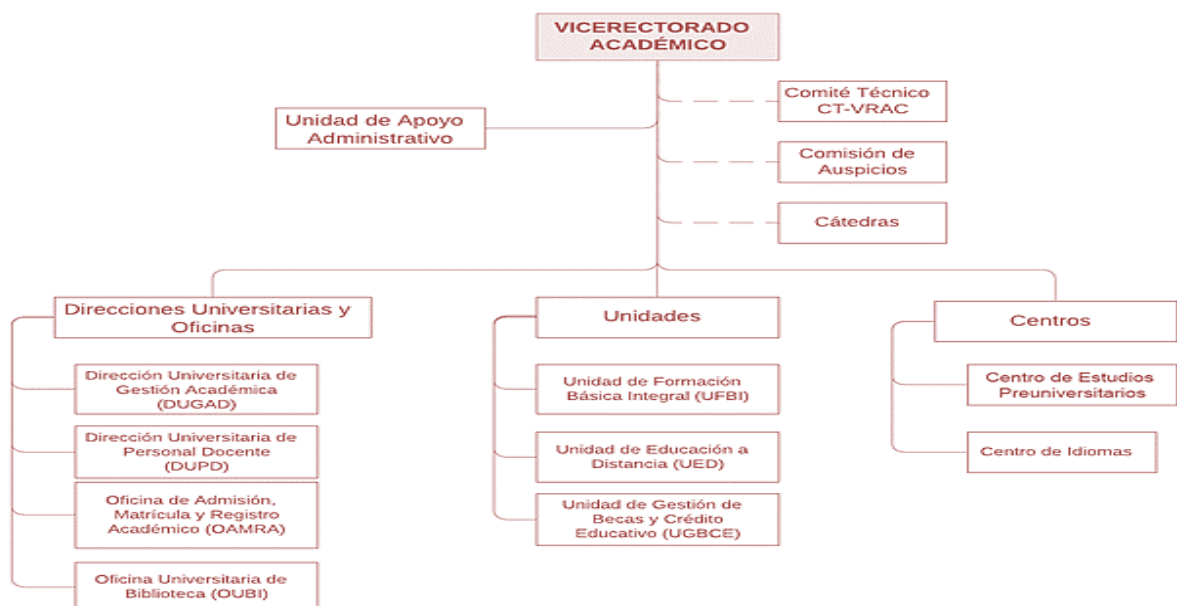 VICERECTORADO
ACADÉMICO
Comité Técnico
CT-VRAC
Unidad de Apoyo
Administrativo
Comisión de
Auspicios
Cátedras
Direcciones Universitarias y
Oficinas
Unidades
Centros
Dirección Universitaria de
Gestión Académica
(DUGAD)
Dirección Universitaria de
Personal Docente
(DUPD)
Oficina de Admisión,
Matrícula y Registro
Académico (OAMRA)
Oficina Universitaria de
Biblioteca (OUBI)
Unidad de Formación
Básica Integral (UFBI)
Unidad de Educación a
Distancia (UED)
Unidad de Gestión de
Becas y Crédito
Educativo (UGBCE)
Centro de Estudios
Preuniversitarios
Centro de Idiomas